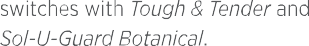 switches with Tough & Tender and
Sol-U-Guard Botanical.